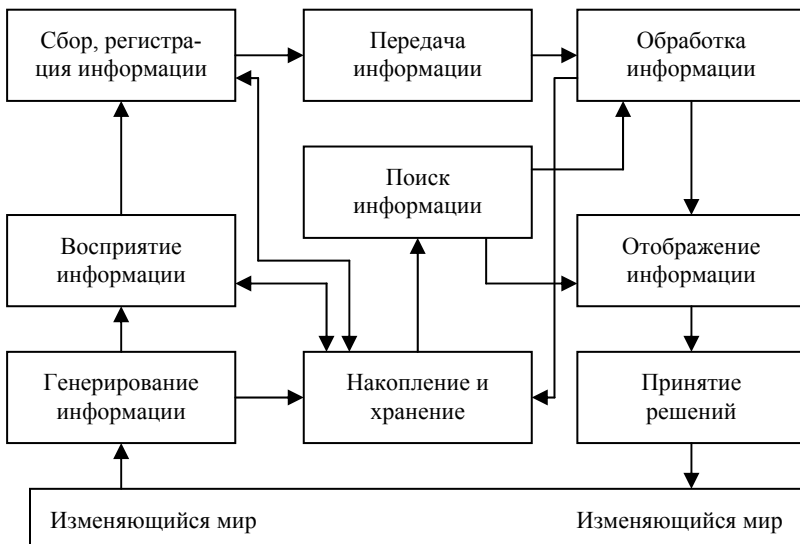 Сбор, регистра-
ция информации
Передача
информации
Обработка
информации
Поиск
информации
Восприятие
информации
Отображение
информации
Генерирование
информации
Накопление и
хранение
Принятие
решений
Изменяющийся мир
Изменяющийся мир